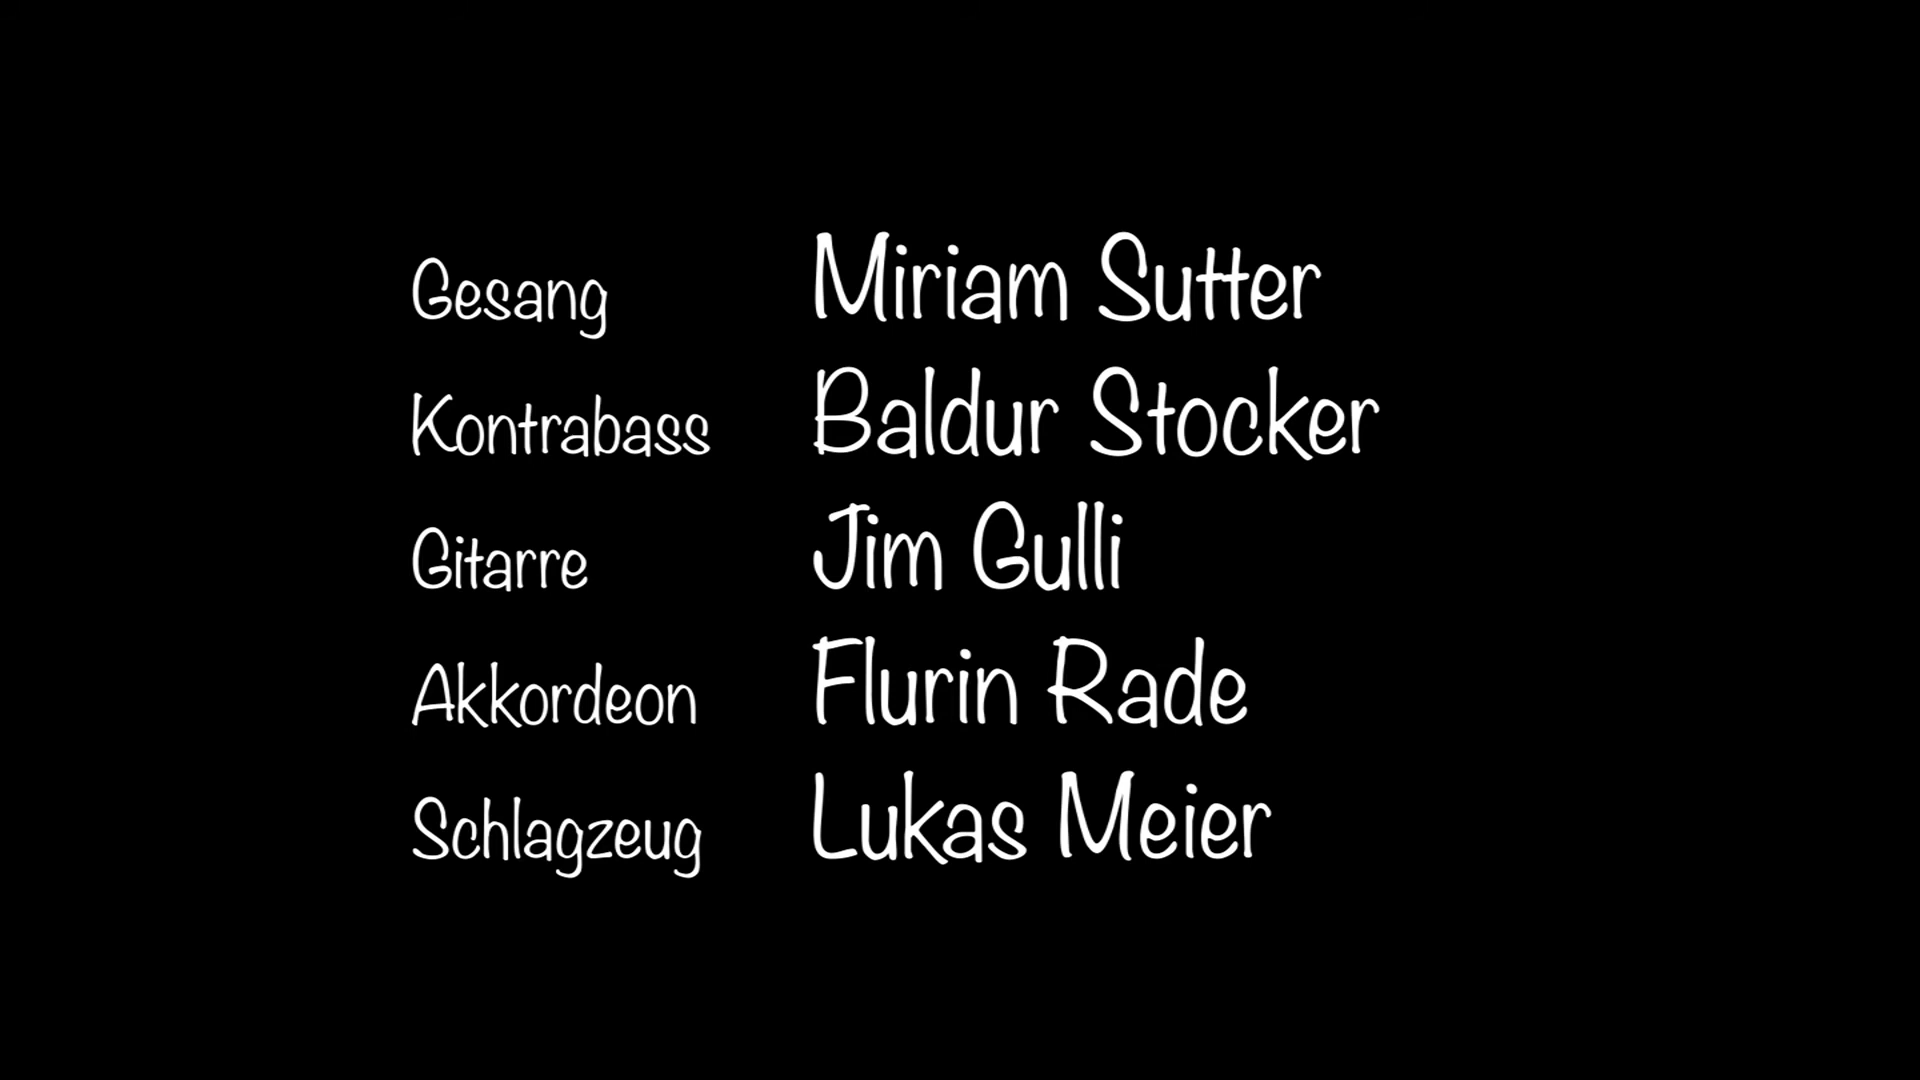 Gesang Miriam Sutter
Kontrabass Baldur Stocker
Gitarre Jim Gulli
Akkordeon Flurin Rade
Schlagzeug Lukas Meier